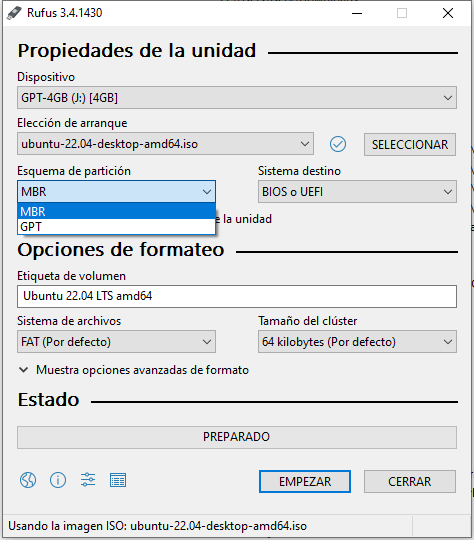 Rufus 3.4.1430
Propiedades de la unidad
Dispositivo
GPT-4GB (J:) [4GB]
Elección de arranque
ubuntu-22.04-desktop-amd64.iso
SELECCIONAR
Esquema de partición
Sistema destino
MBR
BIOS o UEFI
MBR
GPT
e la unidad
Opciones de formateo
Etiqueta de volumen
Ubuntu 22.04 LTS amd64
Sistema de archivos
Tamaño del clúster
FAT (Por defecto)
64 kilobytes (Por defecto)
Muestra opciones avanzadas de formato
Estado
PREPARADO
EMPEZAR
CERRAR
Usando la imagen ISO: ubuntu-22.04-desktop-amd64.iso